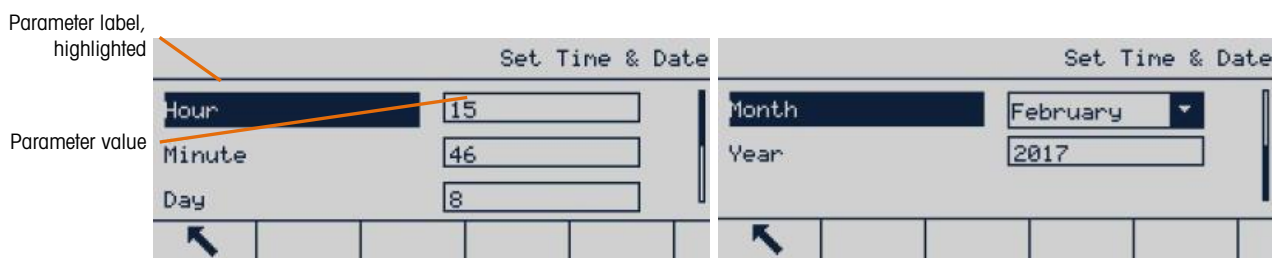 Parameter label,
highlighted
Parameter value
Set Time & Date
Hour 15
Minute 46
Day 8
Set Time & Date
Month February
Year 2017